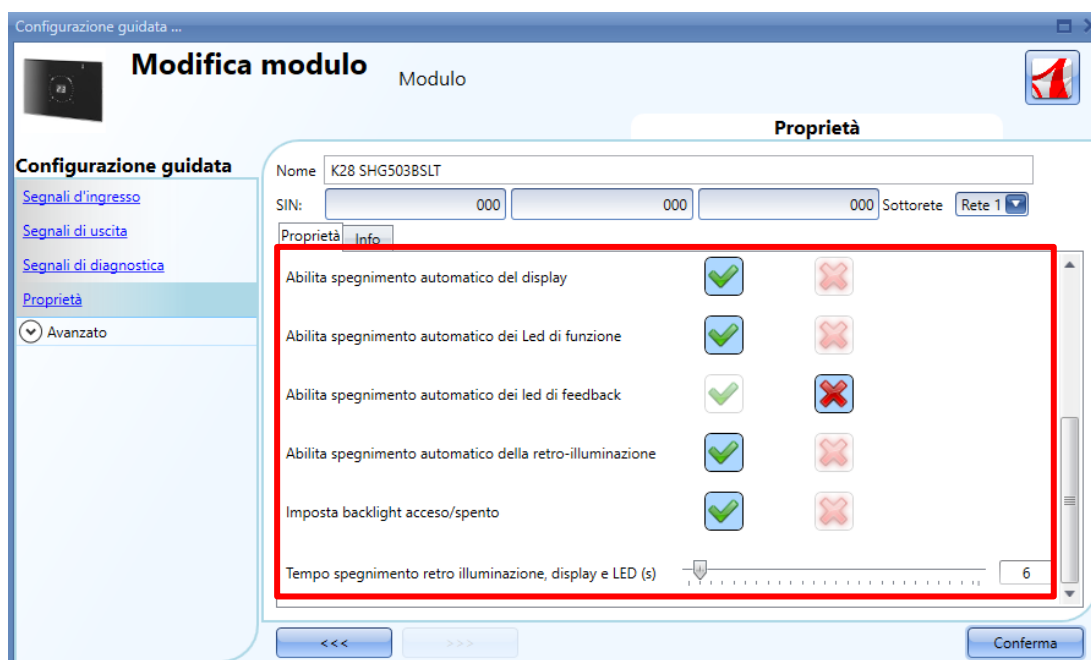 Configurazione guidata ...
Modifica modulo
Modulo
Proprietà
Configurazione guidata
Segnali d'ingresso
Segnali di uscita
Segnali di diagnostica
Proprietà
Avanzato
Nome K28 SHG503BSLT
SIN: 000 000 000 Sottorete Rete 1
Proprietà Info
Abilita spegnimento automatico del display
Abilita spegnimento automatico dei Led di funzione
Abilita spegnimento automatico dei led di feedback
Abilita spegnimento automatico della retro-illuminazione
Imposta backlight acceso/spento
Tempo spegnimento retro illuminazione, display e LED (s) 6
<<< >>> Conferma